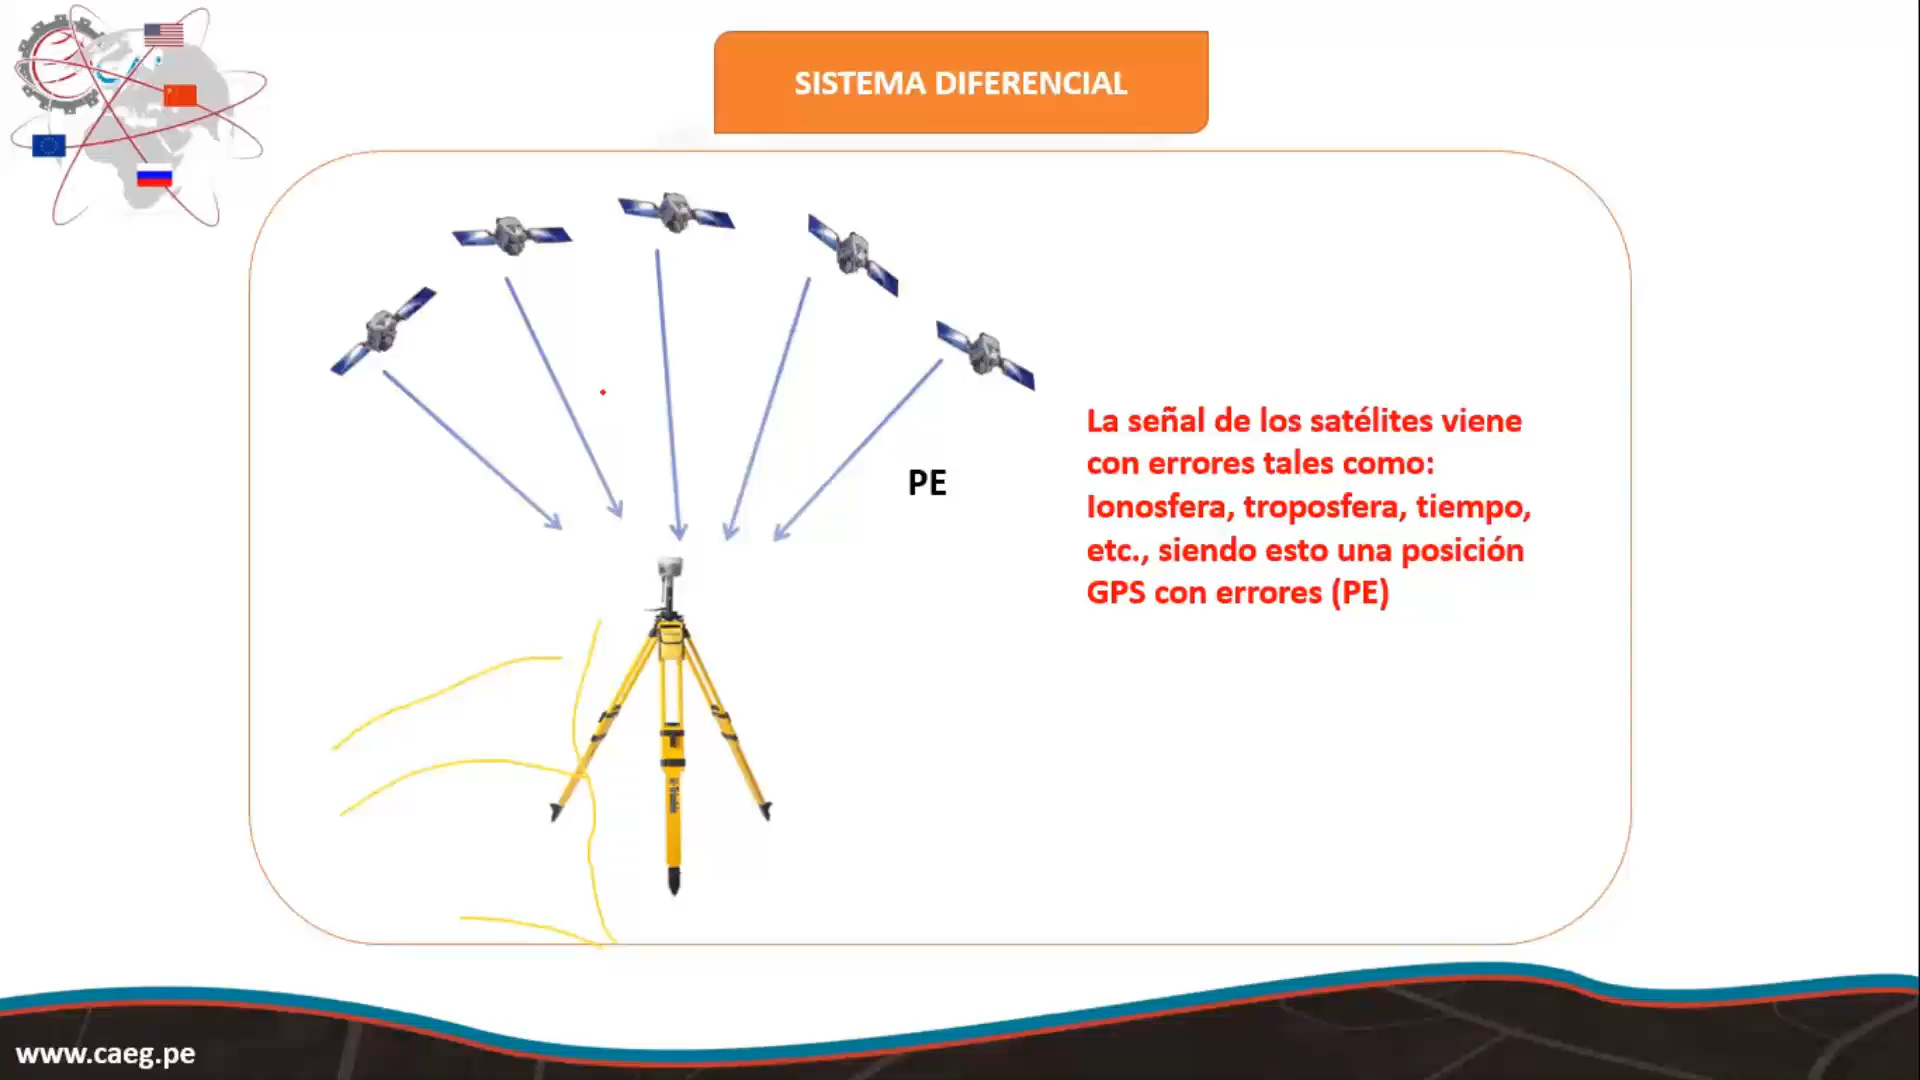 SISTEMA DIFERENCIAL
PE
La señal de los satélites viene
con errores tales como:
Ionosfera, troposfera, tiempo,
etc., siendo esto una posición
GPS con errores (PE)
www.caeg.pe